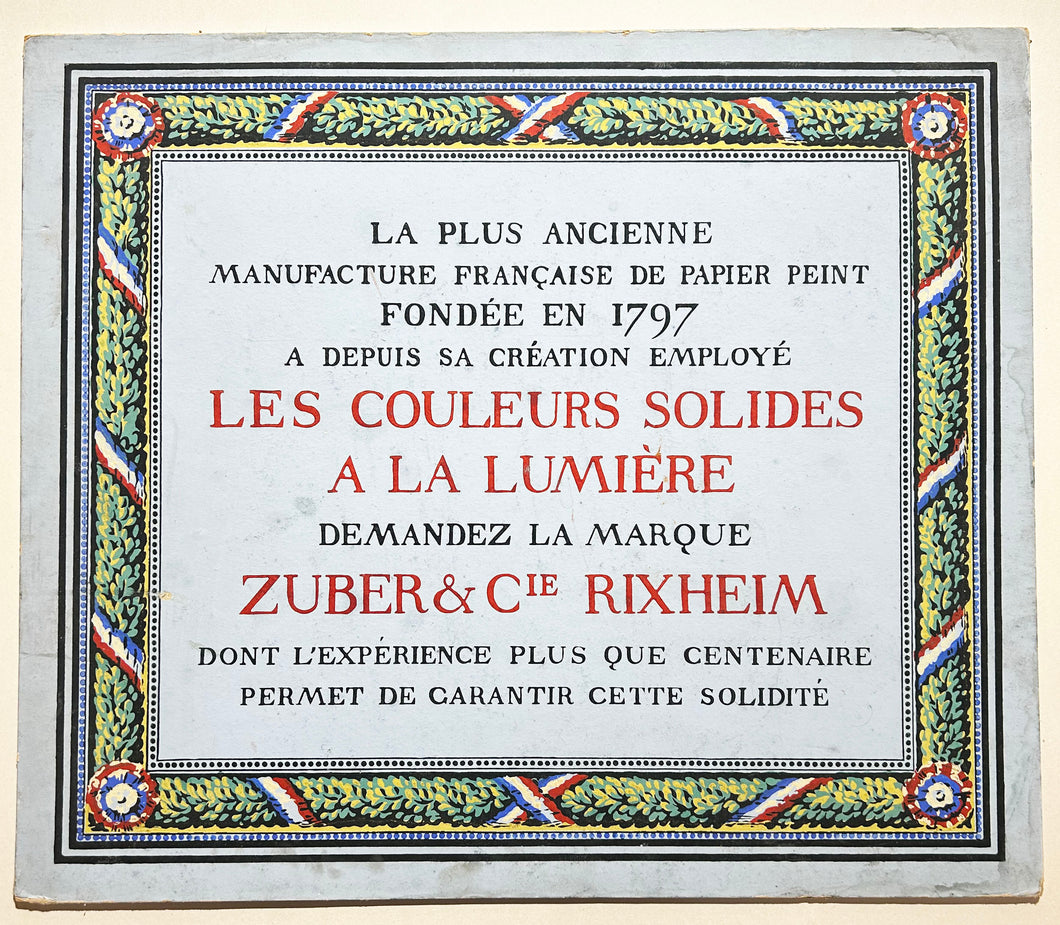 LA PLUS ANCIENNE
MANUFACTURE FRANÇAISE DE PAPIER PEINT
FONDÉE EN 1797
A DEPUIS SA CRÉATION EMPLOYÉ
LES COULEURS SOLIDES
A LA LUMIÈRE
DEMANDEZ LA MARQUE
ZUBER & CIE RIXHEIM
DONT L'EXPÉRIENCE PLUS QUE CENTENAIRE
PERMET DE GARANTIR CETTE SOLIDITÉ